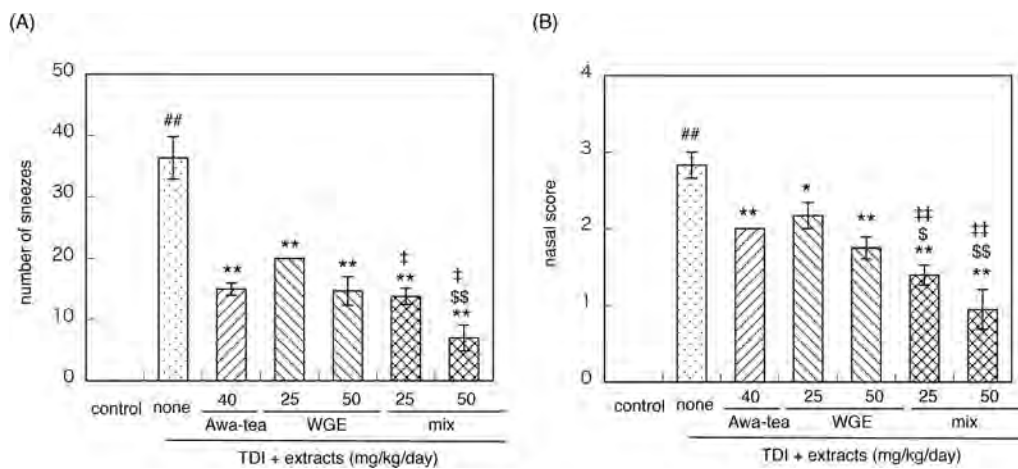 (A)
50
40
30
20
10
0
number of sneezes
##
**
**
**
‡
**
‡
$$
**
control
none
40
25
50
25
50
Awa-tea
WGE
mix
TDI + extracts (mg/kg/day)
(B)
4
3
2
1
0
nasal score
##
**
*
**
‡‡
$
**
‡‡
$$
**
control
none
40
25
50
25
50
Awa-tea
WGE
mix
TDI + extracts (mg/kg/day)